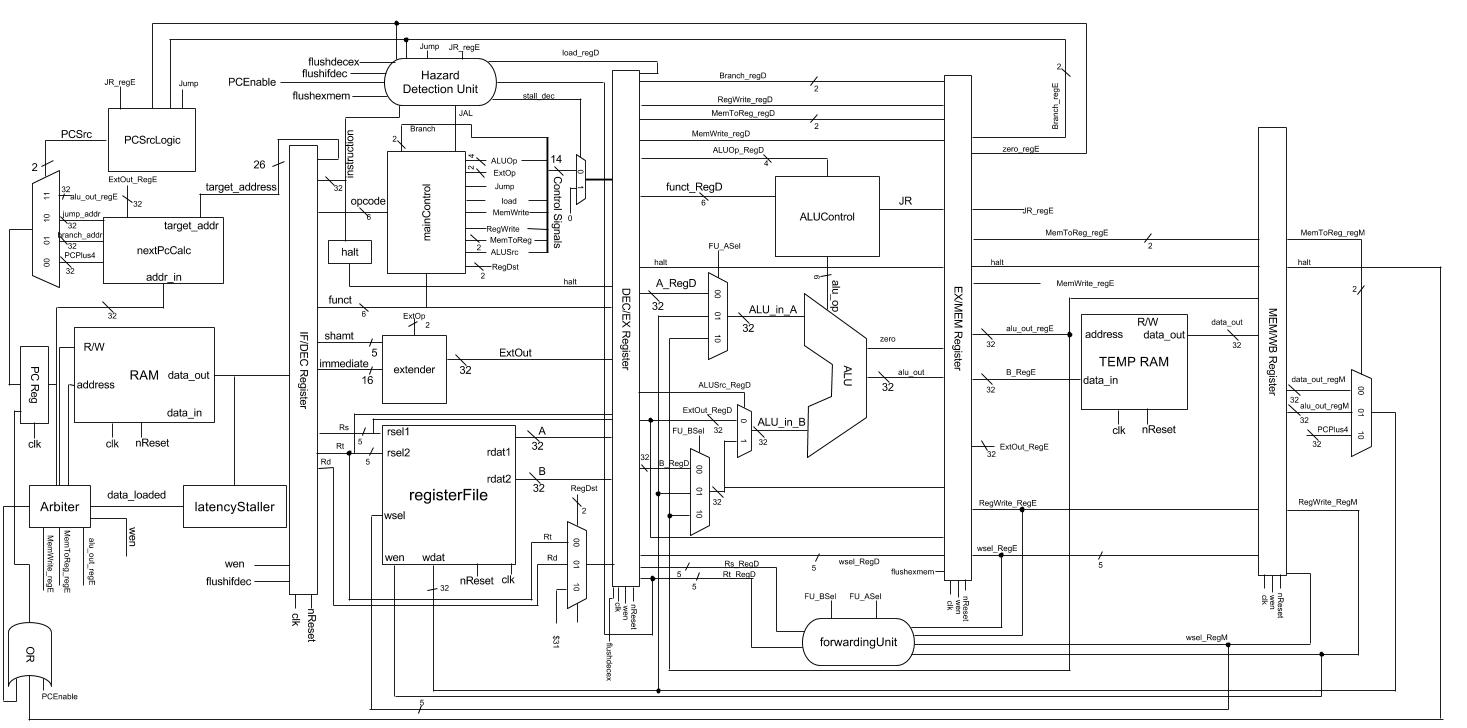 Jump
JR_regE
load_regD
flushdecex
flushifdec
PCEnable
flushexmem
Hazard
Detection Unit
stall_dec
JAL
JR_regE
Jump
PCSrcLogic
PCSrc
2
ExtOut_RegE
32
32
alu_out_regE
jump_addr
32
branch_addr
32
PCPlus4
32
11
10
01
00
target_addr
nextPcCalc
addr_in
32
26
target_address
instruction
32
opcode
6
halt
Branch
2
mainControl
4
ALUOp
2
ExtOp
Jump
load
MemWrite
RegWrite
MemToReg
2
ALUSrc
RegDst
2
14
Control Signals
0
1
0
halt
funct
6
ExtOp
2
shamt
5
immediate
16
extender
32
ExtOut
IF/DEC Register
PC Reg
clk
R/W
RAM
data_out
address
data_in
clk
nReset
Arbiter
data_loaded
latencyStaller
wen
MemWrite_regE
MemToReg_regE
alu_out_regE
wen
flushifdec
clk
nReset
OR
PCEnable
Rs
5
Rt
5
Rd
rsel1
rsel2
rdat1
rdat2
registerFile
wsel
wen
wdat
nReset
clk
32
A
32
B
32
RegDst
2
Rt
Rd
00
01
10
$31
DEC/EX Register
clk
wen
nReset
flushdecex
Branch_regD
2
RegWrite_regD
MemToReg_regD
2
MemWrite_regD
ALUOp_RegD
4
funct_RegD
6
ALUControl
JR
FU_ASel
halt
6
alu_op
A_RegD
32
00
01
10
ALU_in_A
32
ALU
zero
alu_out
32
ALUSrc_RegD
ExtOut_RegD
32
0
1
ALU_in_B
32
FU_BSel
32
B_RegD
00
01
10
32
wsel_RegD
5
Rs_RegD
5
Rt_RegD
5
flushexmem
FU_BSel
FU_ASel
forwardingUnit
EX/MEM Register
clk
wen
nReset
2
Branch_regE
zero_regE
JR_regE
MemToReg_regE
2
halt
MemWrite_regE
alu_out_regE
32
B_RegE
32
ExtOut_RegE
32
RegWrite_RegE
wsel_RegE
5
R/W
address
data_out
TEMP RAM
data_in
clk
nReset
data_out
32
MEM/WB Register
clk
wen
nReset
MemToReg_regM
halt
2
data_out_regM
32
alu_out_regM
32
PCPlus4
32
00
01
10
RegWrite_RegM
wsel_RegM
5